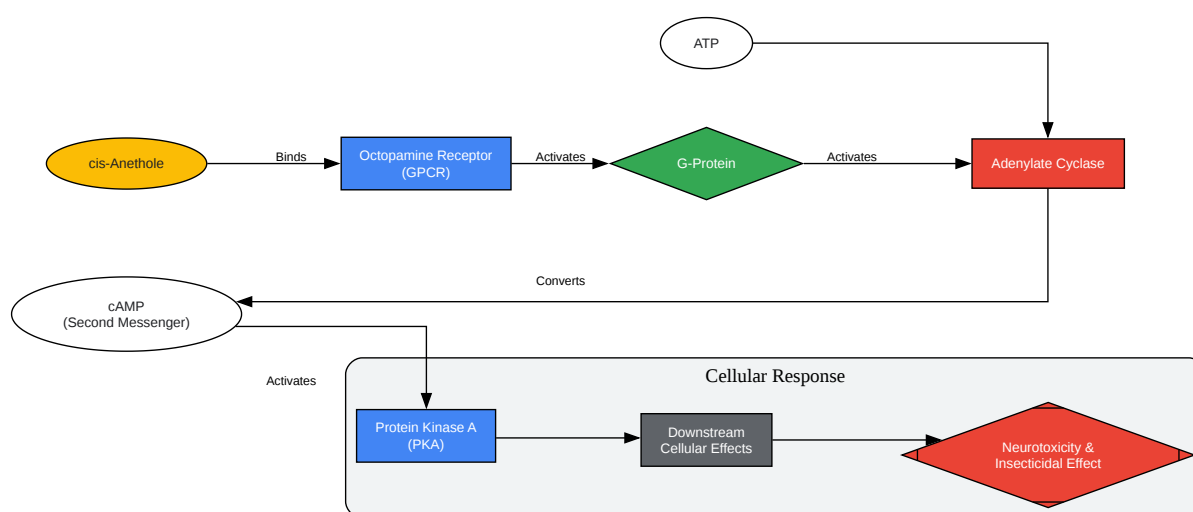 ATP
cis-Anethole
Binds
Octopamine Receptor
(GPCR)
Activates
G-Protein
Activates
Adenylate Cyclase
Converts
cAMP
(Second Messenger)
Activates
Cellular Response
Protein Kinase A
(PKA)
Downstream
Cellular Effects
Neurotoxicity &
Insecticidal Effect